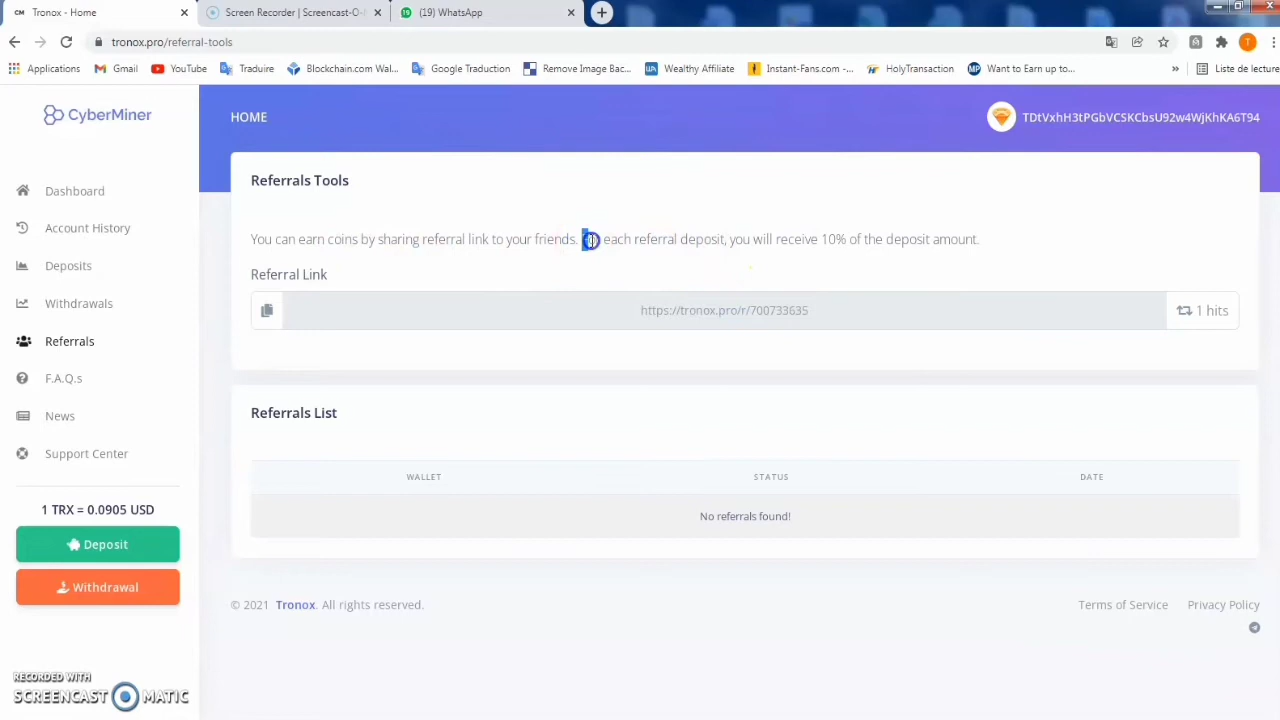 CM Tronox - Home
Screen Recorder | Screencast-O-
(19) WhatsApp
T
tronox.pro/referral-tools
Applications
Gmail
YouTube
Traduire
Blockchain.com Wal...
Google Traduction
Remove Image Bac...
WA Wealthy Affiliate
Instant-Fans.com -...
HolyTransaction
MP Want to Earn up to...
»
Liste de lecture
CyberMiner
HOME
TDtVxhH3tPGbVCSKCbsU92w4WjKhKA6T94
Dashboard
Account History
Deposits
Withdrawals
Referrals
F.A.Q.s
News
Support Center
1 TRX = 0.0905 USD
Deposit
Withdrawal
Referrals Tools
You can earn coins by sharing referral link to your friends. each referral deposit, you will receive 10% of the deposit amount.
Referral Link
https://tronox.pro/r/700733635
1 hits
Referrals List
WALLET STATUS DATE
No referrals found!
© 2021 Tronox. All rights reserved.
Terms of Service Privacy Policy
RECORDED WITH
SCREENCAST MATIC